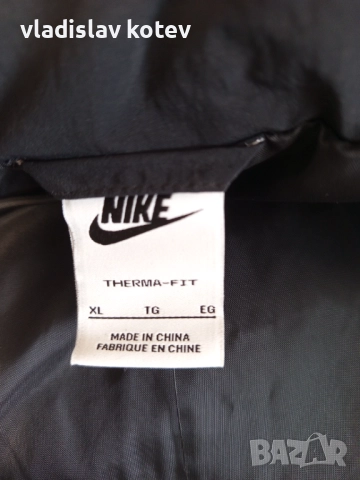 vladislav kotev
NIKE
THERMA-FIT
XL TG EG
MADE IN CHINA
FABRIQUE EN CHINE
BAZAR